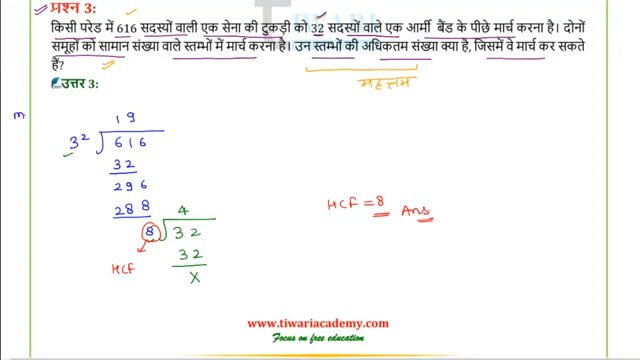 प्रश्न 3
किसी परेड में 616 सदस्यों वाली एक सेना की टुकड़ी को 32 सदस्यों वाले एक आर्मी बैंड के पीछे मार्च करना है। दोनों
समूहों को सामान संख्या वाले स्तम्भों में मार्च करना है। उन स्तम्भों की अधिकतम संख्या क्या है, जिसमें वे मार्च कर सकते
हैं?
महत्तम
उत्तर 3:
19
32 616
32
296
288
4
8 32
32
X
HCF
HCF = 8 Ans
www.tiwariacademy.com
Focus on free education